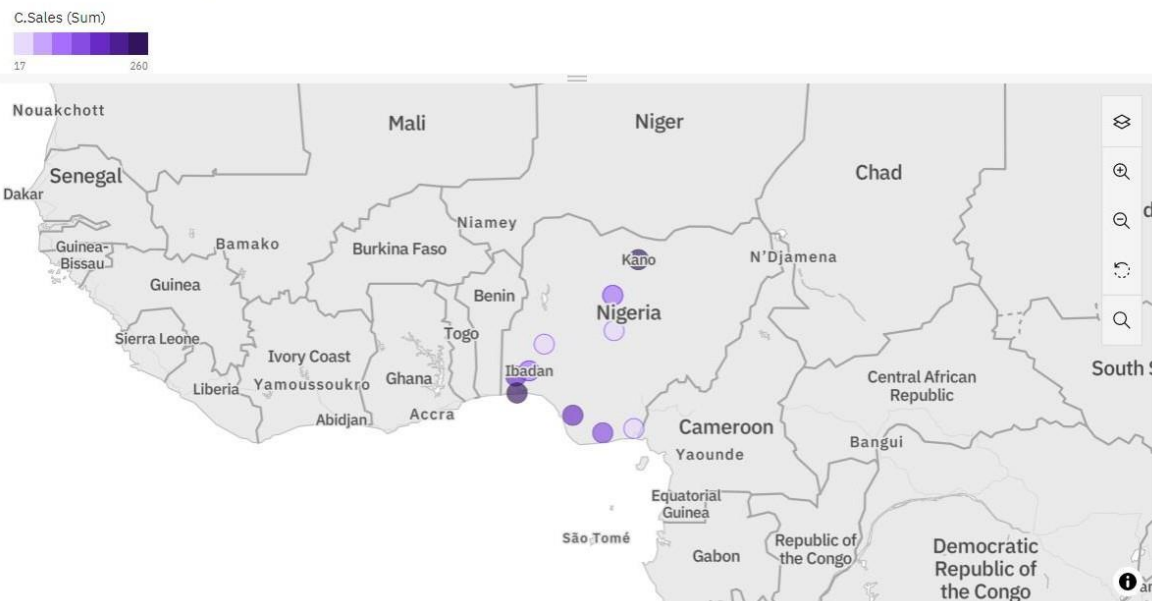 C.Sales (Sum)
17 260
Nouakchott
Mali
Niger
Chad
Senegal
Dakar
Niamey
Bamako
Burkina Faso
Guinea-
Bissau
Kano
N'Djamena
Guinea
Benin
Nigeria
Togo
Sierra Leone
Ivory Coast
Ibadan
South S
Ghana
Liberia
Yamoussoukro
Central African
Republic
Abidjan
Accra
Cameroon
Yaounde
Bangui
Equatorial
Guinea
São Tomé
Republic of
the Congo
Gabon
Democratic
Republic of
the Congo